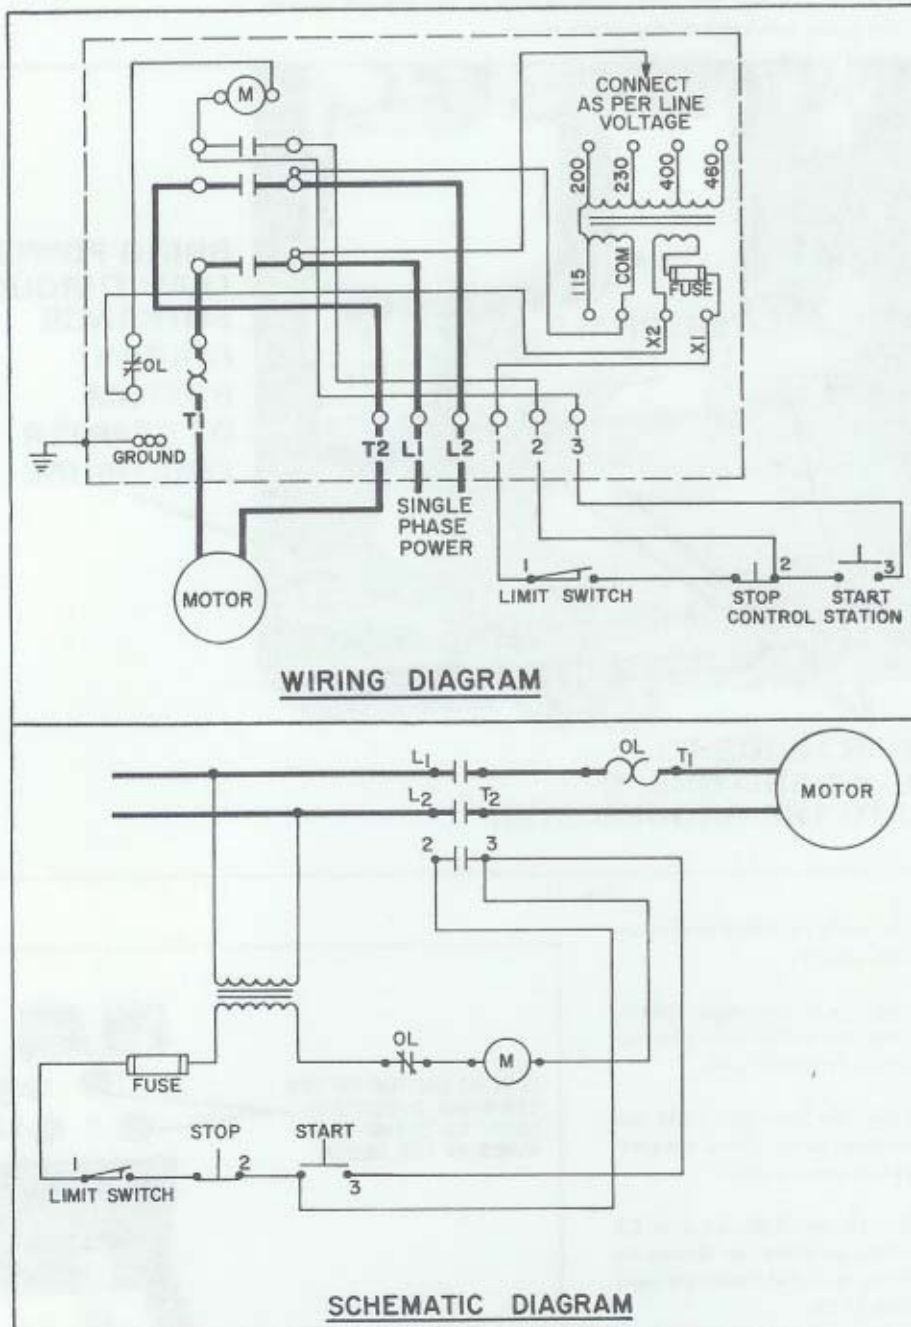 M
CONNECT
AS PER LINE
VOLTAGE
200
230
400
460
115
COM
X2
X1
FUSE
OL
T1
T2 L1 L2 1 2 3
GROUND
SINGLE
PHASE
POWER
MOTOR
1 2 3
LIMIT SWITCH STOP START
CONTROL STATION
WIRING DIAGRAM
L1 OL T1
MOTOR
L2 T2
2 3
OL
M
FUSE
STOP START
1 2 3
LIMIT SWITCH
SCHEMATIC DIAGRAM